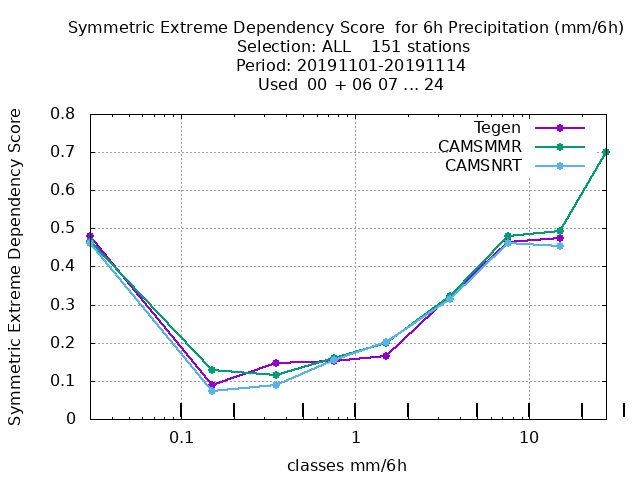 Symmetric Extreme Dependency Score  for 6h Precipitation (mm/6h)
Selection: ALL    151 stations
Period: 20191101-20191114
Used  00  + 06 07 ... 24
Symmetric Extreme Dependency Score
0.8
0.7
0.6
0.5
0.4
0.3
0.2
0.1
0
Tegen
CAMSMMR
CAMSNRT
0.1
1
10
classes mm/6h